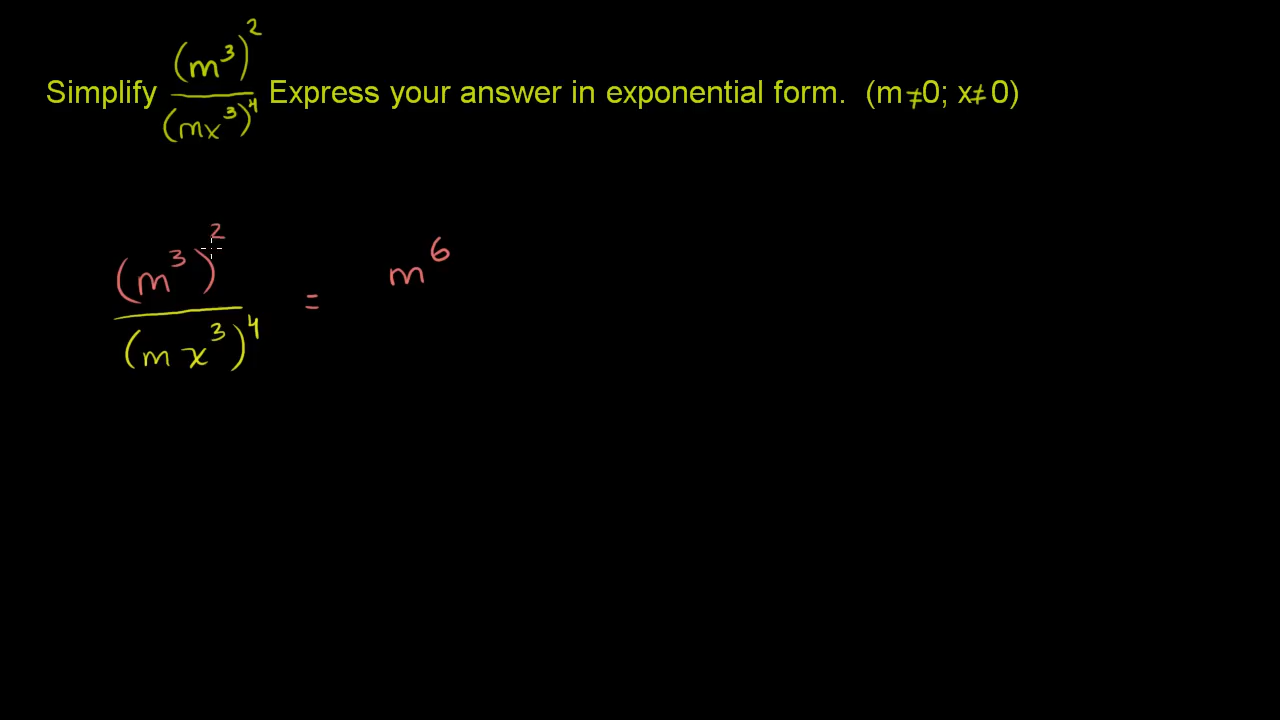 Simplify (m³)²/(mx³)⁴ Express your answer in exponential form. (m≠0; x≠0)
(m³)²/(mx³)⁴ = m⁶